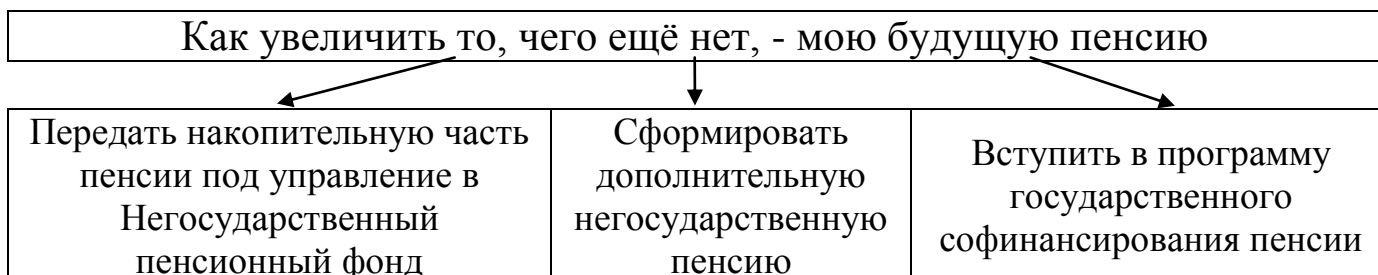 Как увеличить то, чего ещё нет, - мою будущую пенсию
Передать накопительную часть
пенсии под управление в
Негосударственный
пенсионный фонд
Сформировать
дополнительную
негосударственную
пенсию
Вступить в программу
государственного
софинансирования пенсии